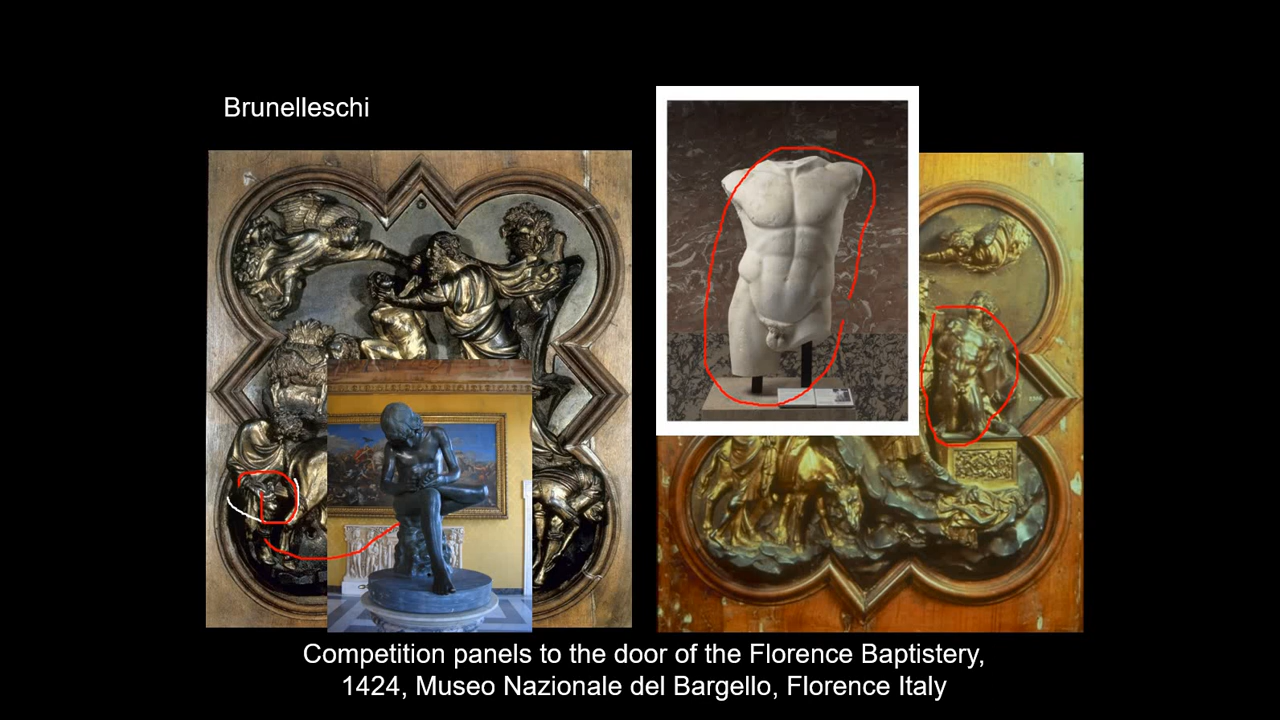 Brunelleschi
Competition panels to the door of the Florence Baptistery,
1424, Museo Nazionale del Bargello, Florence Italy